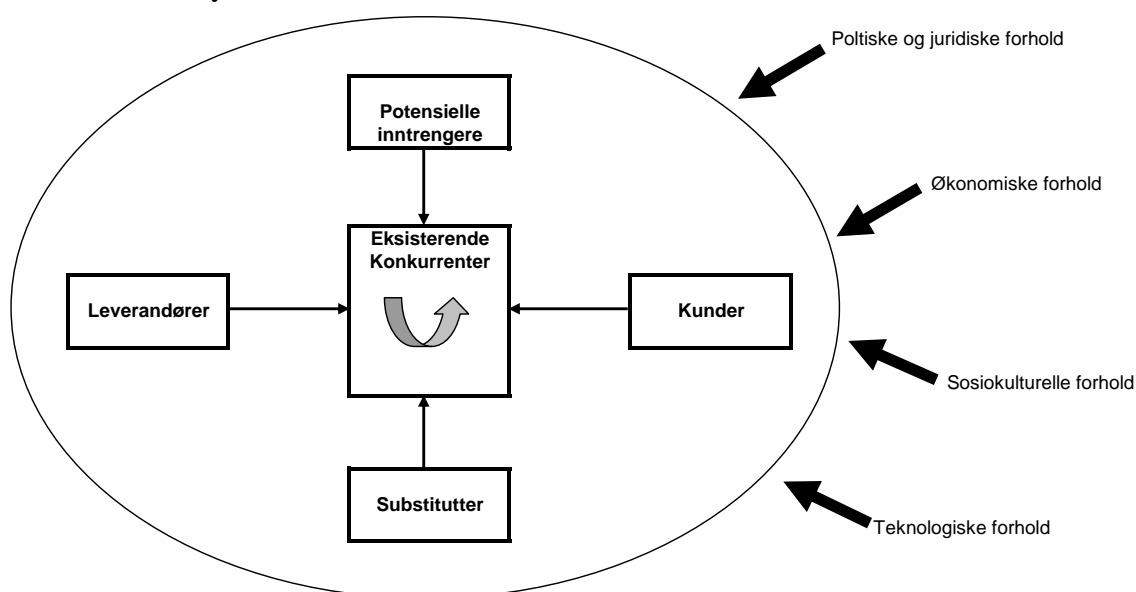 Poltiske og juridiske forhold
Potensielle
inntrengere
Økonomiske forhold
Eksisterende
Konkurrenter
Leverandører
Kunder
Sosiokulturelle forhold
Substitutter
Teknologiske forhold